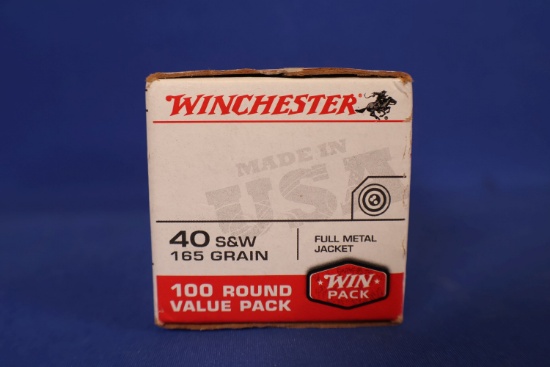 WINCHESTER®
MADE IN
USA
40 S&W
165 GRAIN
FULL METAL
JACKET
100 ROUND
VALUE PACK
WIN
PACK